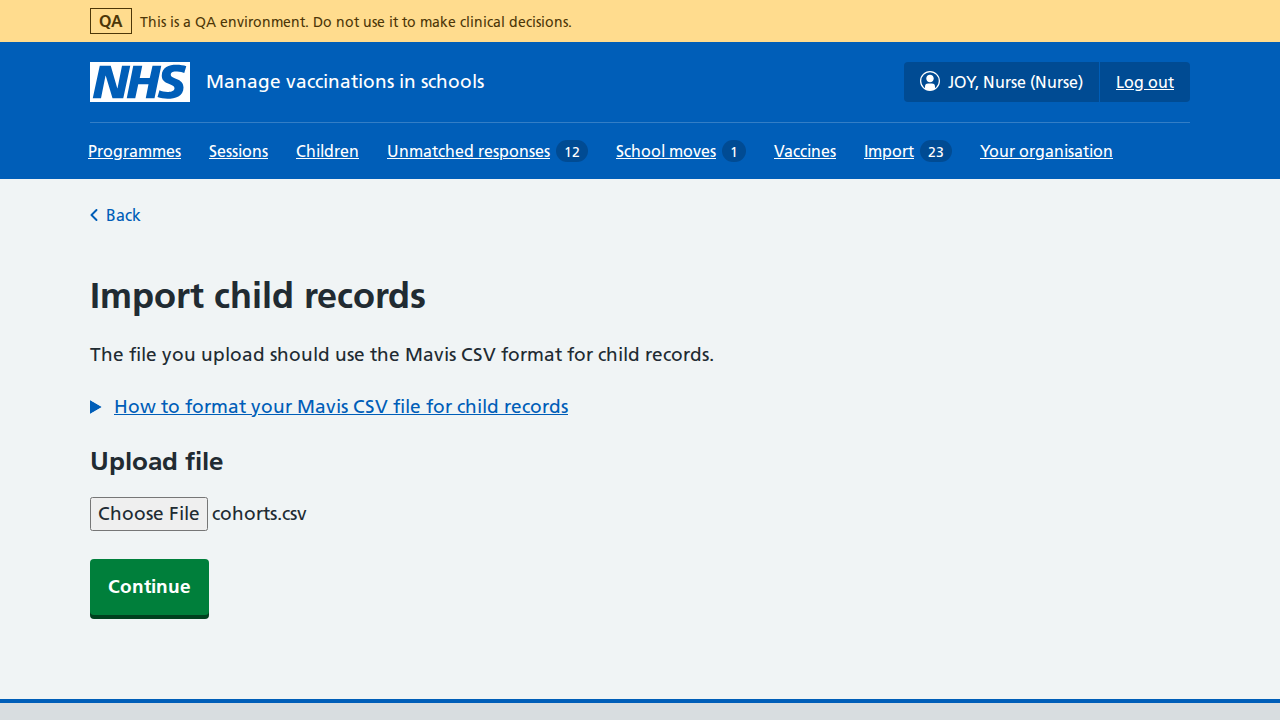 QA This is a QA environment. Do not use it to make clinical decisions.
NHS Manage vaccinations in schools JOY, Nurse (Nurse) Log out
Programmes Sessions Children Unmatched responses 12 School moves 1 Vaccines Import 23 Your organisation
Back
Import child records
The file you upload should use the Mavis CSV format for child records.
How to format your Mavis CSV file for child records
Upload file
Choose File cohorts.csv
Continue